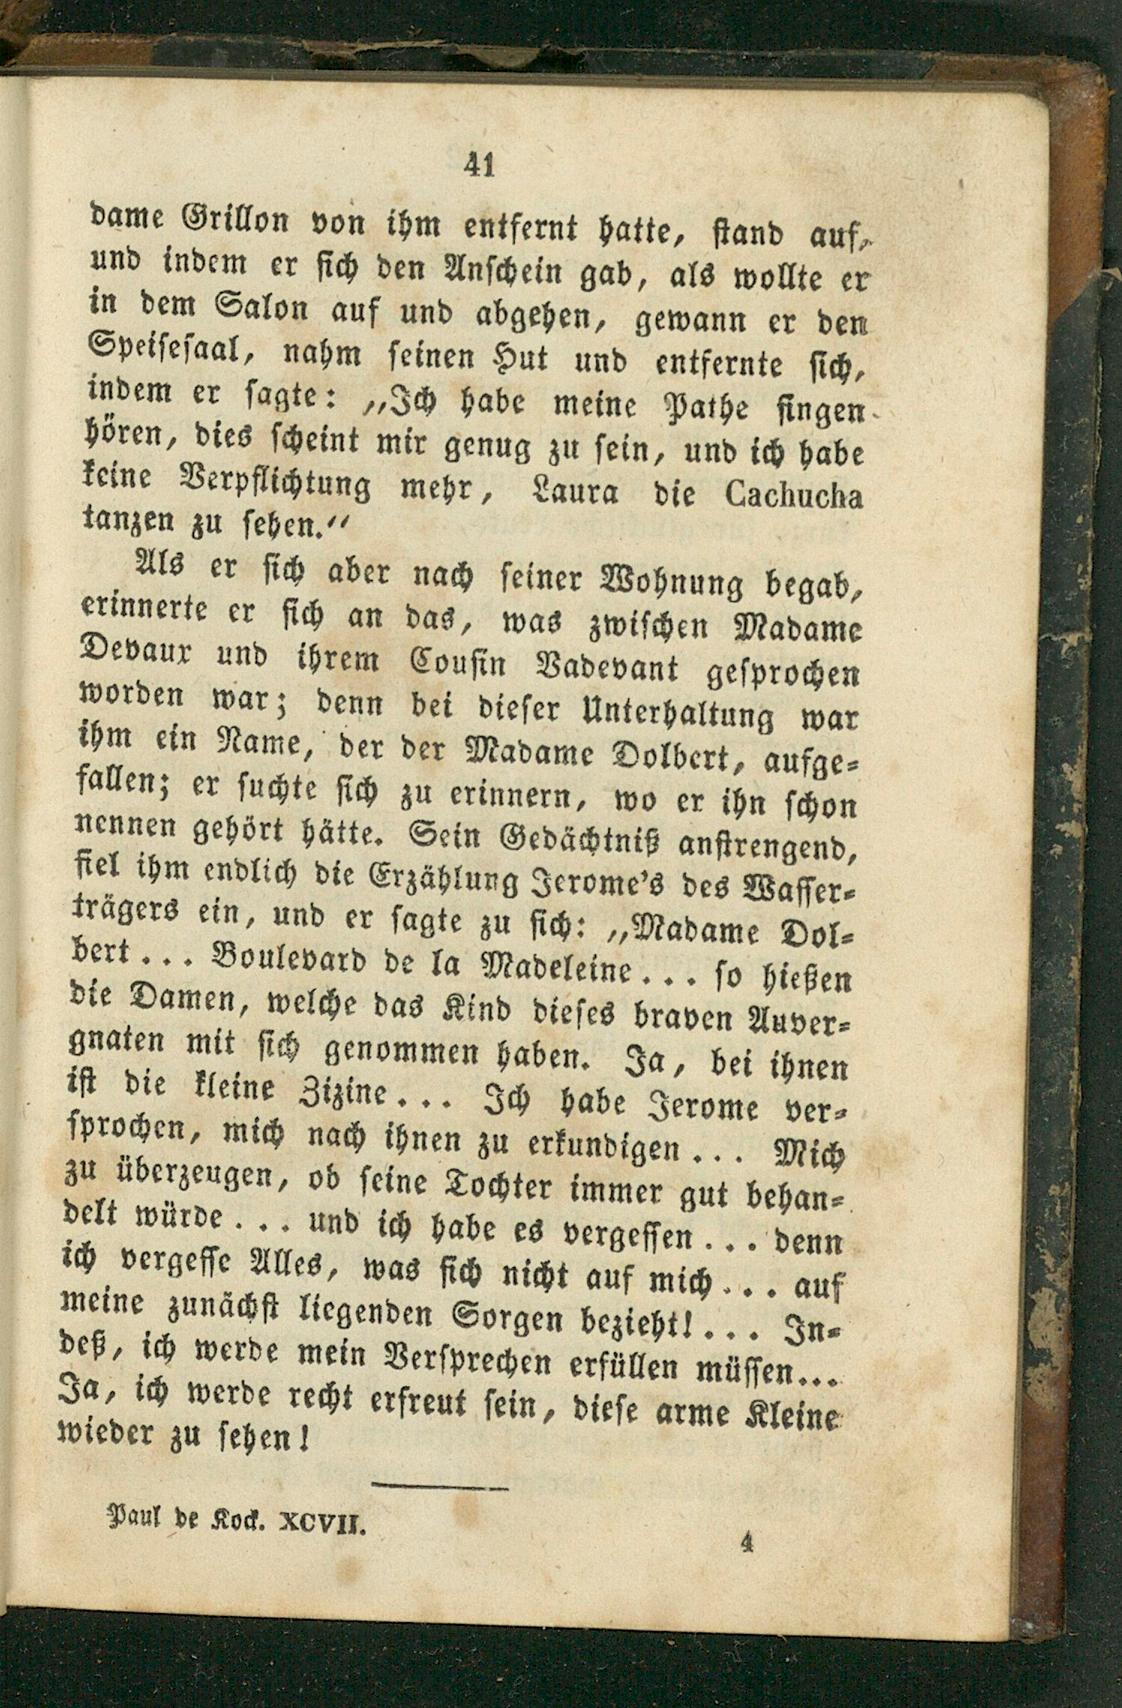 41
dame Grillon von ihm entfernt hatte, stand auf,
und indem er sich den Anschein gab, als wollte er
in dem Salon auf und abgehen, gewann er den
Speisesaal, nahm seinen Hut und entfernte sich,
indem er sagte: „Ich habe meine Pathe singen
hören, dies scheint mir genug zu sein, und ich habe
keine Verpflichtung mehr, Laura die Cachucha
tanzen zu sehen.“
Als er sich aber nach seiner Wohnung begab,
erinnerte er sich an das, was zwischen Madame
Devaux und ihrem Cousin Vadevant gesprochen
worden war; denn bei dieser Unterhaltung war
ihm ein Name, der der Madame Dolbert, aufge-
fallen; er suchte sich zu erinnern, wo er ihn schon
nennen gehört hätte. Sein Gedächtniß anstrengend,
fiel ihm endlich die Erzählung Jerome's des Wasser-
trägers ein, und er sagte zu sich: „Madame Dol-
bert... Boulevard de la Madeleine... so hießen
die Damen, welche das Kind dieses braven Auver-
gnaten mit sich genommen haben. Ja, bei ihnen
ist die kleine Zizine... Ich habe Jerome ver-
sprochen, mich nach ihnen zu erkundigen... Mich
zu überzeugen, ob seine Tochter immer gut behan-
delt würde... und ich habe es vergessen... denn
ich vergesse Alles, was sich nicht auf mich... auf
meine zunächst liegenden Sorgen bezieht!... In-
deß, ich werde mein Versprechen erfüllen müssen...
Ja, ich werde recht erfreut sein, diese arme Kleine
wieder zu sehen!
Paul de Kock. XCVII.
4